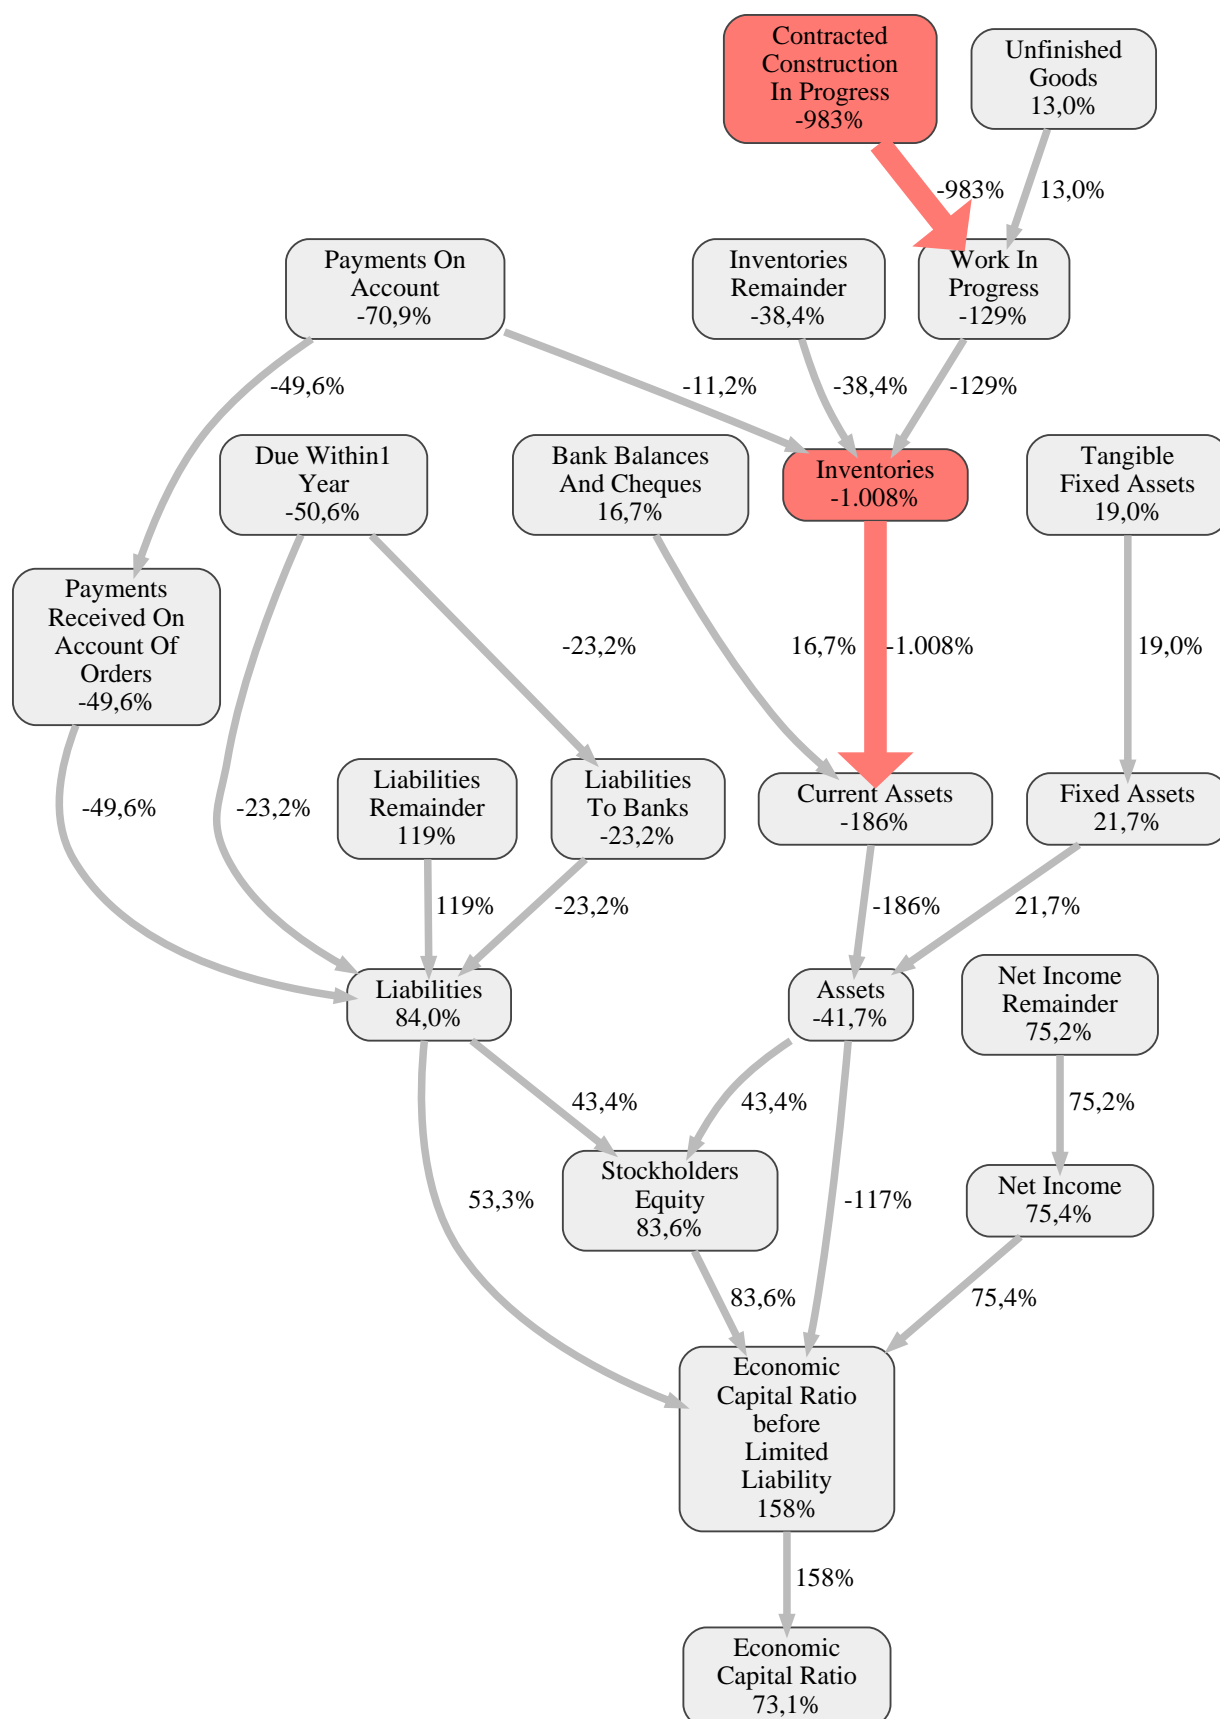 Contracted
Construction
In Progress
-983%
Unfinished
Goods
13,0%
-983%
13,0%
Payments On
Account
-70,9%
Inventories
Remainder
-38,4%
Work In
Progress
-129%
-49,6%
-11,2%
-38,4%
-129%
Due Within1
Year
-50,6%
Bank Balances
And Cheques
16,7%
Inventories
-1.008%
Tangible
Fixed Assets
19,0%
Payments
Received On
Account Of
Orders
-49,6%
-23,2%
16,7%
-1.008%
19,0%
-49,6%
-23,2%
Liabilities
Remainder
119%
Liabilities
To Banks
-23,2%
Current Assets
-186%
Fixed Assets
21,7%
119%
-23,2%
-186%
21,7%
Liabilities
84,0%
Assets
-41,7%
Net Income
Remainder
75,2%
43,4%
43,4%
75,2%
53,3%
Stockholders
Equity
83,6%
-117%
Net Income
75,4%
83,6%
75,4%
Economic
Capital Ratio
before
Limited
Liability
158%
158%
Economic
Capital Ratio
73,1%